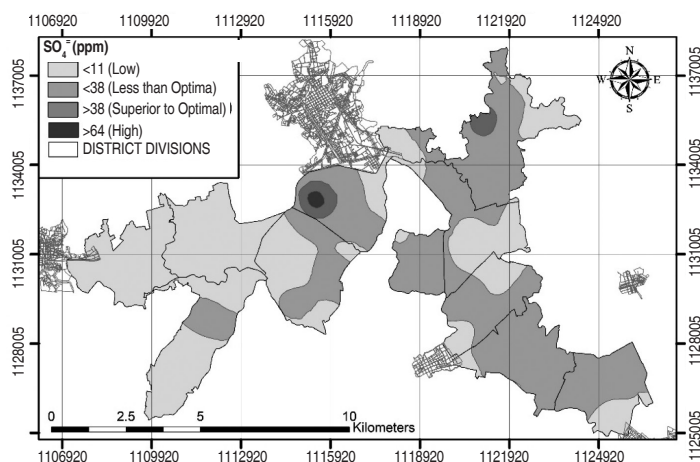 1106920 1109920 1112920 1115920 1118920 1121920 1124920
SO₄⁼ (ppm)
<11 (Low)
<38 (Less than Optima)
>38 (Superior to Optimal)
>64 (High)
DISTRICT DIVISIONS
N
W E
S
1137005 1137005
1134005 1134005
1131005 1131005
1128005 1128005
1125005
0 2.5 5 10
Kilometers
1106920 1109920 1112920 1115920 1118920 1121920 1124920